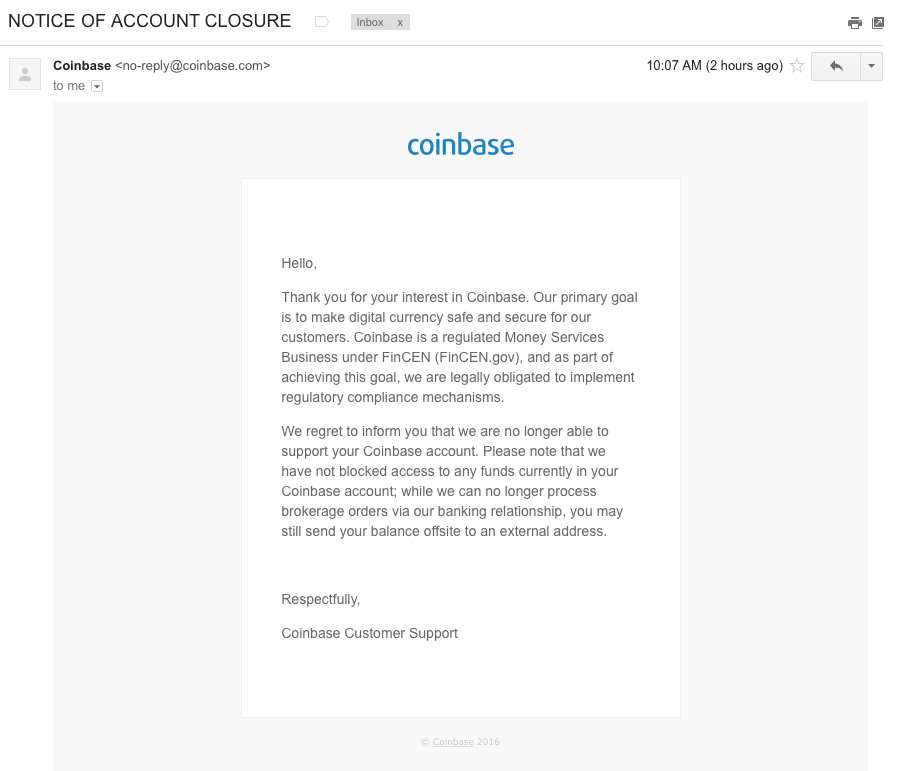 NOTICE OF ACCOUNT CLOSURE
Inbox x
Coinbase <no-reply@coinbase.com>
10:07 AM (2 hours ago)
to me
coinbase
Hello,
Thank you for your interest in Coinbase. Our primary goal
is to make digital currency safe and secure for our
customers. Coinbase is a regulated Money Services
Business under FinCEN (FinCEN.gov), and as part of
achieving this goal, we are legally obligated to implement
regulatory compliance mechanisms.
We regret to inform you that we are no longer able to
support your Coinbase account. Please note that we
have not blocked access to any funds currently in your
Coinbase account; while we can no longer process
brokerage orders via our banking relationship, you may
still send your balance offsite to an external address.
Respectfully,
Coinbase Customer Support
© Coinbase 2016